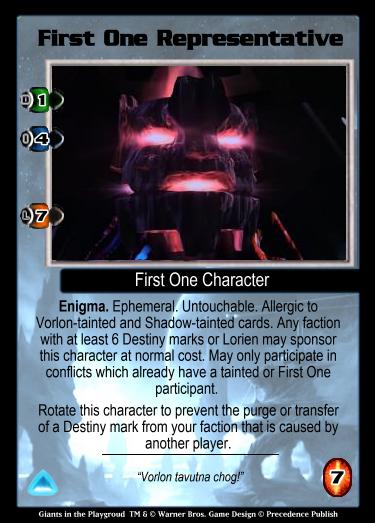 First One Representative
D 1
4
L 7
First One Character
Enigma. Ephemeral. Untouchable. Allergic to
Vorlon-tainted and Shadow-tainted cards. Any faction
with at least 6 Destiny marks or Lorien may sponsor
this character at normal cost. May only participate in
conflicts which already have a tainted or First One
participant.
Rotate this character to prevent the purge or transfer
of a Destiny mark from your faction that is caused by
another player.
"Vorlon tavutna chog!"
7
Giants in the Playgroud TM & © Warner Bros. Game Design © Precedence Publish